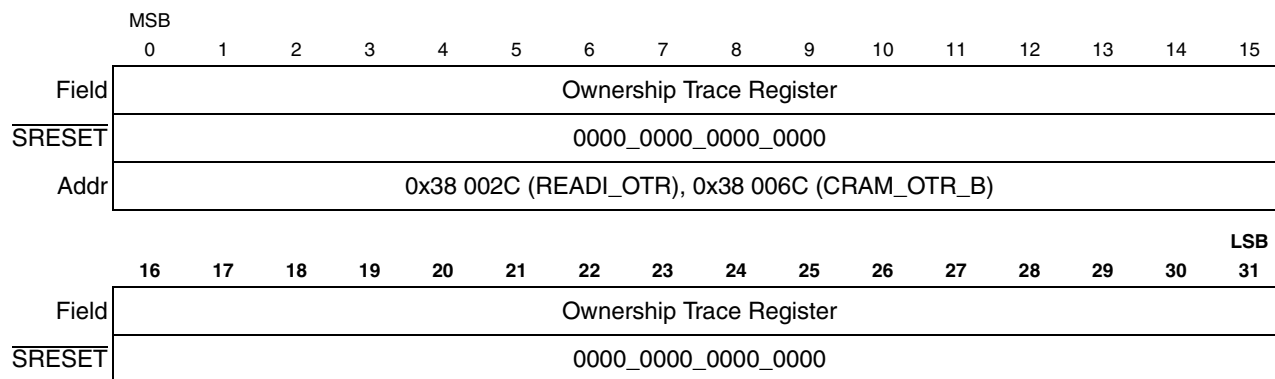 MSB
0 1 2 3 4 5 6 7 8 9 10 11 12 13 14 15
Field Ownership Trace Register
SRESET 0000_0000_0000_0000
Addr 0x38 002C (READI_OTR), 0x38 006C (CRAM_OTR_B)
LSB
16 17 18 19 20 21 22 23 24 25 26 27 28 29 30 31
Field Ownership Trace Register
SRESET 0000_0000_0000_0000